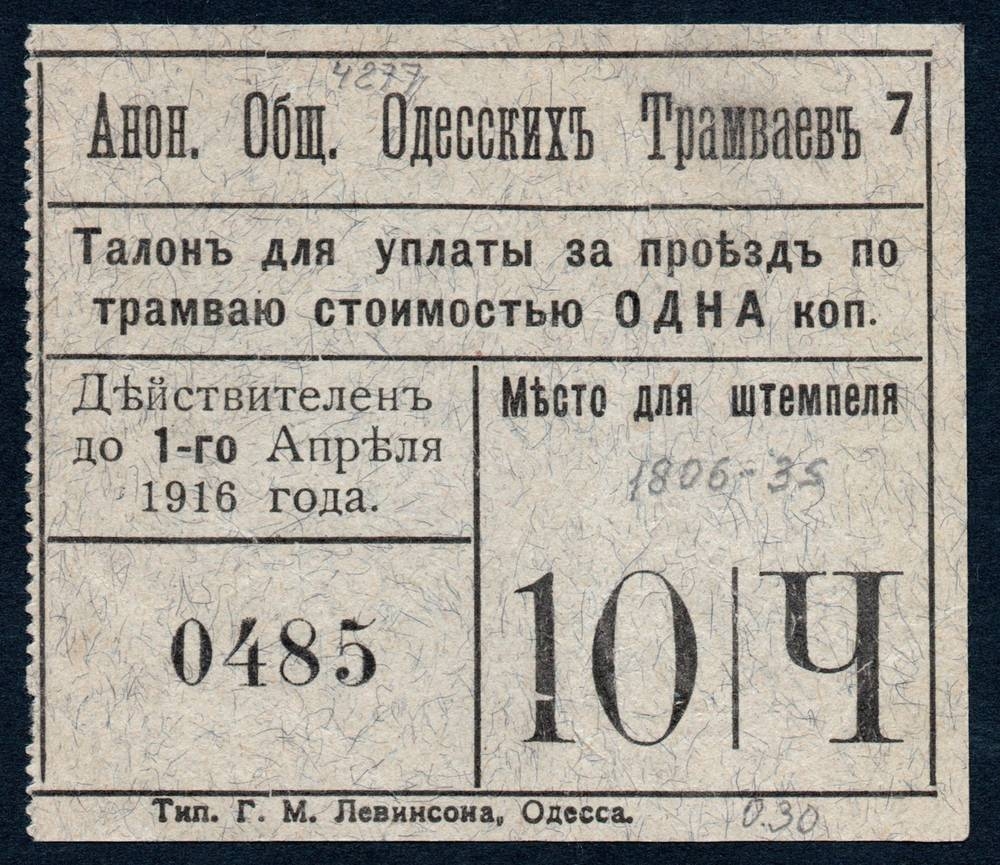 4277
Анон. Общ. Одесскихъ Трамваевъ 7
Талонъ для уплаты за проѣздъ по
трамваю стоимостью ОДНА коп.
Дѣйствителенъ
до 1-го Апрѣля
1916 года.
0485
Мѣсто для штемпеля
1806-35
10|Ч
Тип. Г. М. Левинсона, Одесса.
0.30